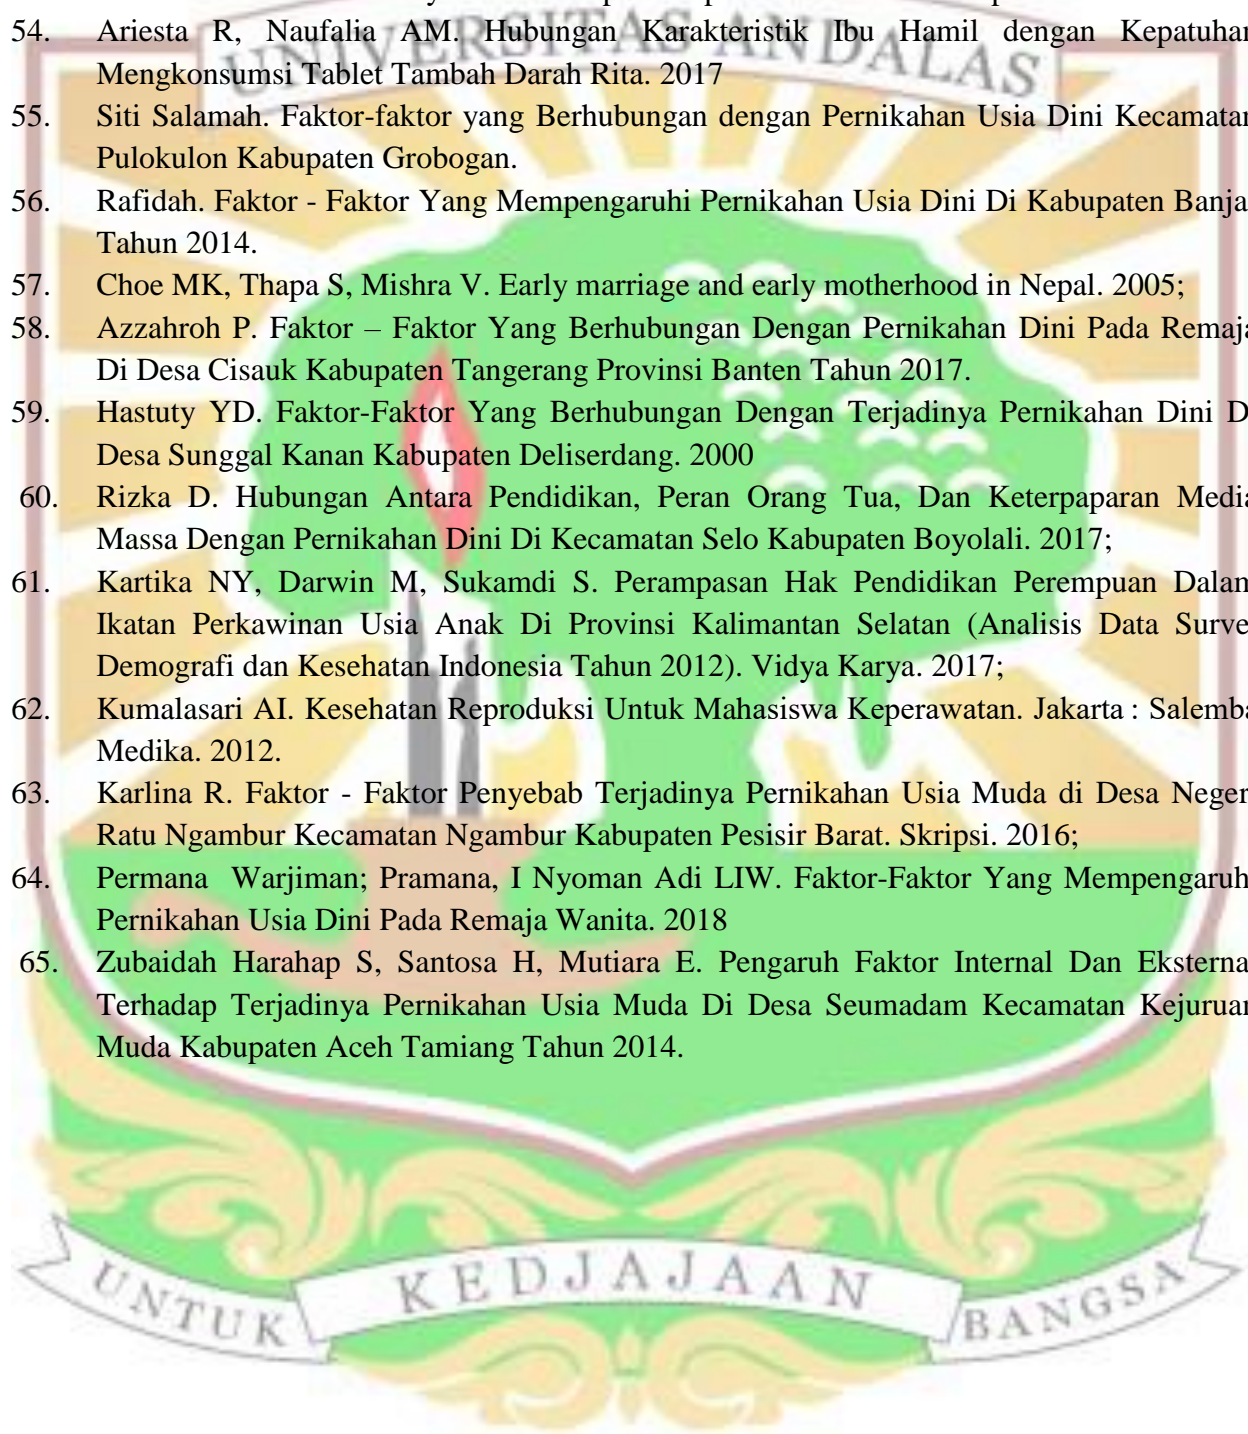 54. Ariesta R, Naufalia AM. Hubungan Karakteristik Ibu Hamil dengan Kepatuhan
Mengkonsumsi Tablet Tambah Darah Rita. 2017
55. Siti Salamah. Faktor-faktor yang Berhubungan dengan Pernikahan Usia Dini Kecamatan
Pulokulon Kabupaten Grobogan.
56. Rafidah. Faktor - Faktor Yang Mempengaruhi Pernikahan Usia Dini Di Kabupaten Banja
Tahun 2014.
57. Choe MK, Thapa S, Mishra V. Early marriage and early motherhood in Nepal. 2005;
58. Azzahroh P. Faktor – Faktor Yang Berhubungan Dengan Pernikahan Dini Pada Remaja
Di Desa Cisauk Kabupaten Tangerang Provinsi Banten Tahun 2017.
59. Hastuty YD. Faktor-Faktor Yang Berhubungan Dengan Terjadinya Pernikahan Dini D
Desa Sunggal Kanan Kabupaten Deliserdang. 2000
60. Rizka D. Hubungan Antara Pendidikan, Peran Orang Tua, Dan Keterpaparan Media
Massa Dengan Pernikahan Dini Di Kecamatan Selo Kabupaten Boyolali. 2017;
61. Kartika NY, Darwin M, Sukamdi S. Perampasan Hak Pendidikan Perempuan Dalam
Ikatan Perkawinan Usia Anak Di Provinsi Kalimantan Selatan (Analisis Data Surve
Demografi dan Kesehatan Indonesia Tahun 2012). Vidya Karya. 2017;
62. Kumalasari AI. Kesehatan Reproduksi Untuk Mahasiswa Keperawatan. Jakarta : Salemba
Medika. 2012.
63. Karlina R. Faktor - Faktor Penyebab Terjadinya Pernikahan Usia Muda di Desa Neger
Ratu Ngambur Kecamatan Ngambur Kabupaten Pesisir Barat. Skripsi. 2016;
64. Permana Warjiman; Pramana, I Nyoman Adi LIW. Faktor-Faktor Yang Mempengaruh
Pernikahan Usia Dini Pada Remaja Wanita. 2018
65. Zubaidah Harahap S, Santosa H, Mutiara E. Pengaruh Faktor Internal Dan Eksterna
Terhadap Terjadinya Pernikahan Usia Muda Di Desa Seumadam Kecamatan Kejuruan
Muda Kabupaten Aceh Tamiang Tahun 2014.
UNIVERSITAS ANDALAS
UNTUK KEDJAJAAN BANGSA